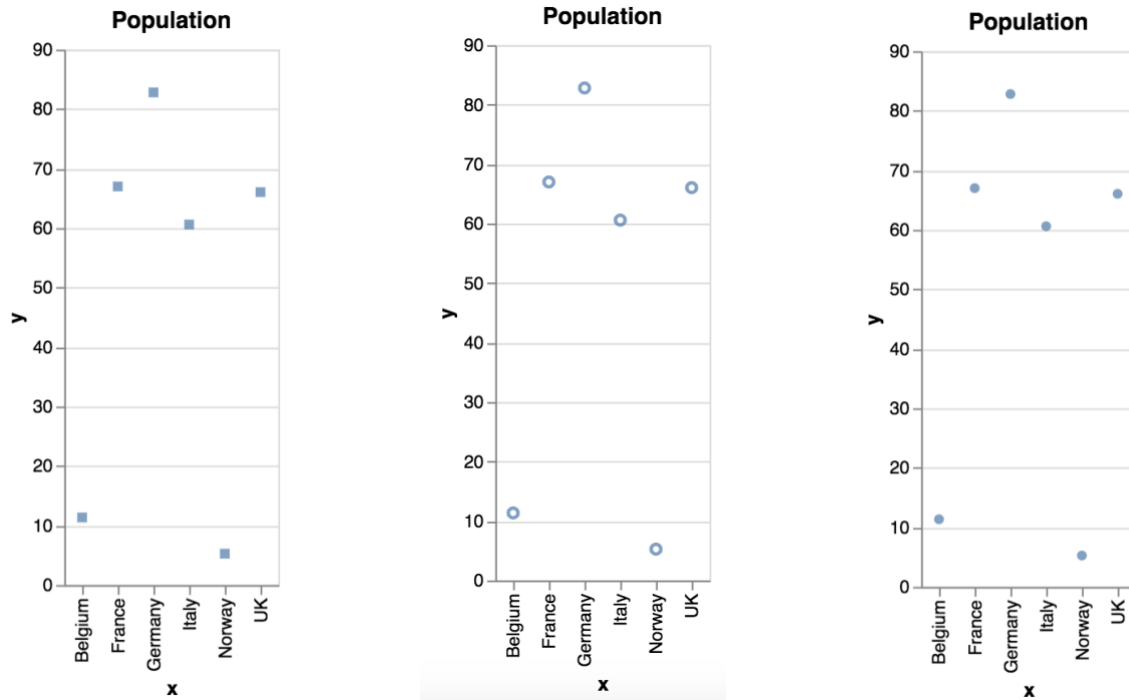 Population
90
80
70
60
50
40
30
20
10
0
y
Belgium
France
Germany
Italy
Norway
UK
x
Population
90
80
70
60
50
40
30
20
10
0
y
Belgium
France
Germany
Italy
Norway
UK
x
Population
90
80
70
60
50
40
30
20
10
0
y
Belgium
France
Germany
Italy
Norway
UK
x